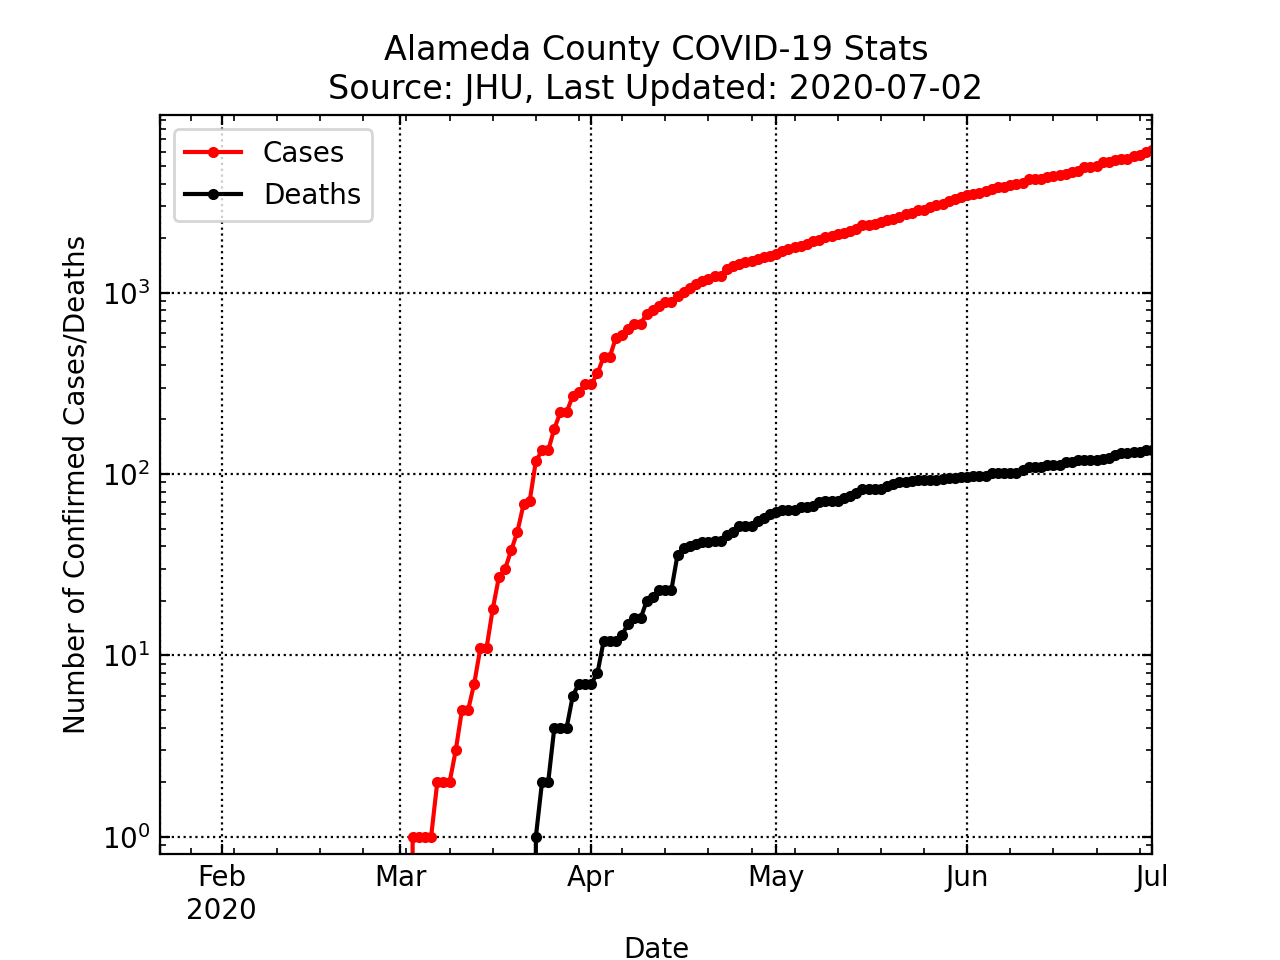 Alameda County COVID-19 Stats
Source: JHU, Last Updated: 2020-07-02
Cases
Deaths
Number of Confirmed Cases/Deaths
10³
10²
10¹
10⁰
Feb Mar Apr May Jun Jul
2020
Date